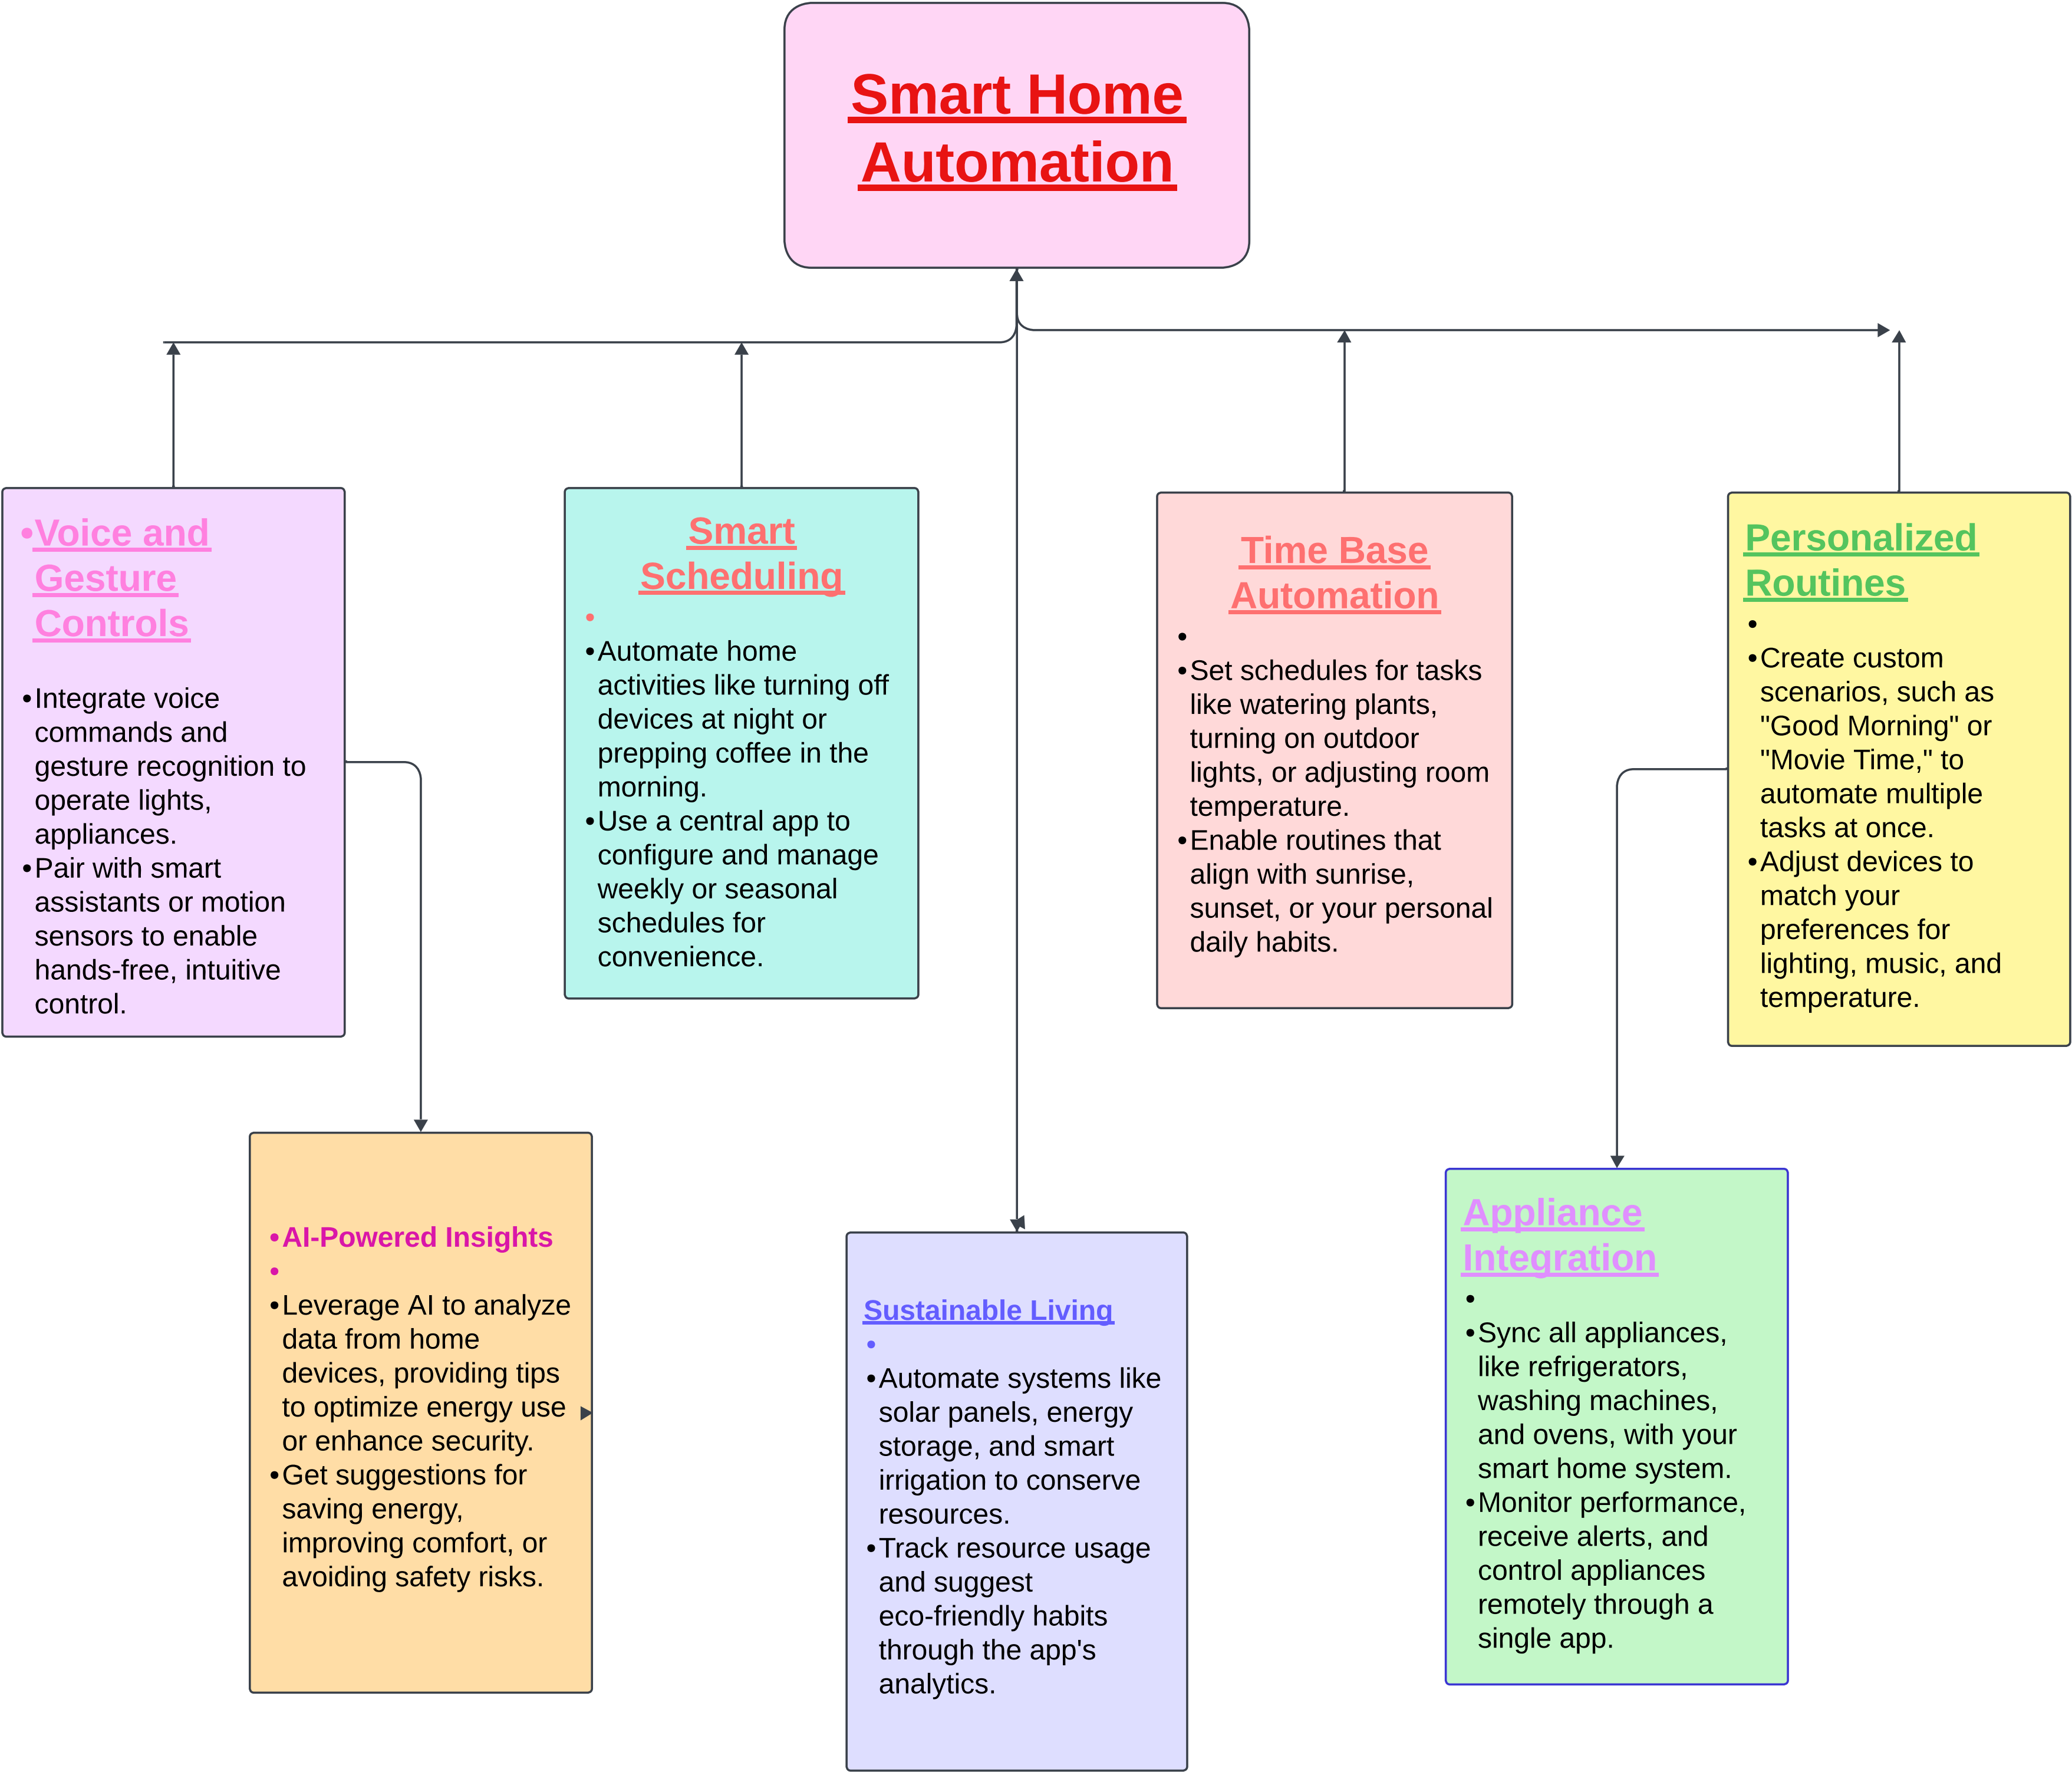 Smart Home
Automation
•Voice and
Gesture
Controls
•Integrate voice
commands and
gesture recognition to
operate lights,
appliances.
•Pair with smart
assistants or motion
sensors to enable
hands-free, intuitive
control.
Smart
Scheduling
•
•Automate home
activities like turning off
devices at night or
prepping coffee in the
morning.
•Use a central app to
configure and manage
weekly or seasonal
schedules for
convenience.
Time Base
Automation
•
•Set schedules for tasks
like watering plants,
turning on outdoor
lights, or adjusting room
temperature.
•Enable routines that
align with sunrise,
sunset, or your personal
daily habits.
Personalized
Routines
•
•Create custom
scenarios, such as
"Good Morning" or
"Movie Time," to
automate multiple
tasks at once.
•Adjust devices to
match your
preferences for
lighting, music, and
temperature.
•AI-Powered Insights
•
•Leverage AI to analyze
data from home
devices, providing tips
to optimize energy use
or enhance security.
•Get suggestions for
saving energy,
improving comfort, or
avoiding safety risks.
Sustainable Living
•
•Automate systems like
solar panels, energy
storage, and smart
irrigation to conserve
resources.
•Track resource usage
and suggest
eco-friendly habits
through the app's
analytics.
Appliance
Integration
•
•Sync all appliances,
like refrigerators,
washing machines,
and ovens, with your
smart home system.
•Monitor performance,
receive alerts, and
control appliances
remotely through a
single app.